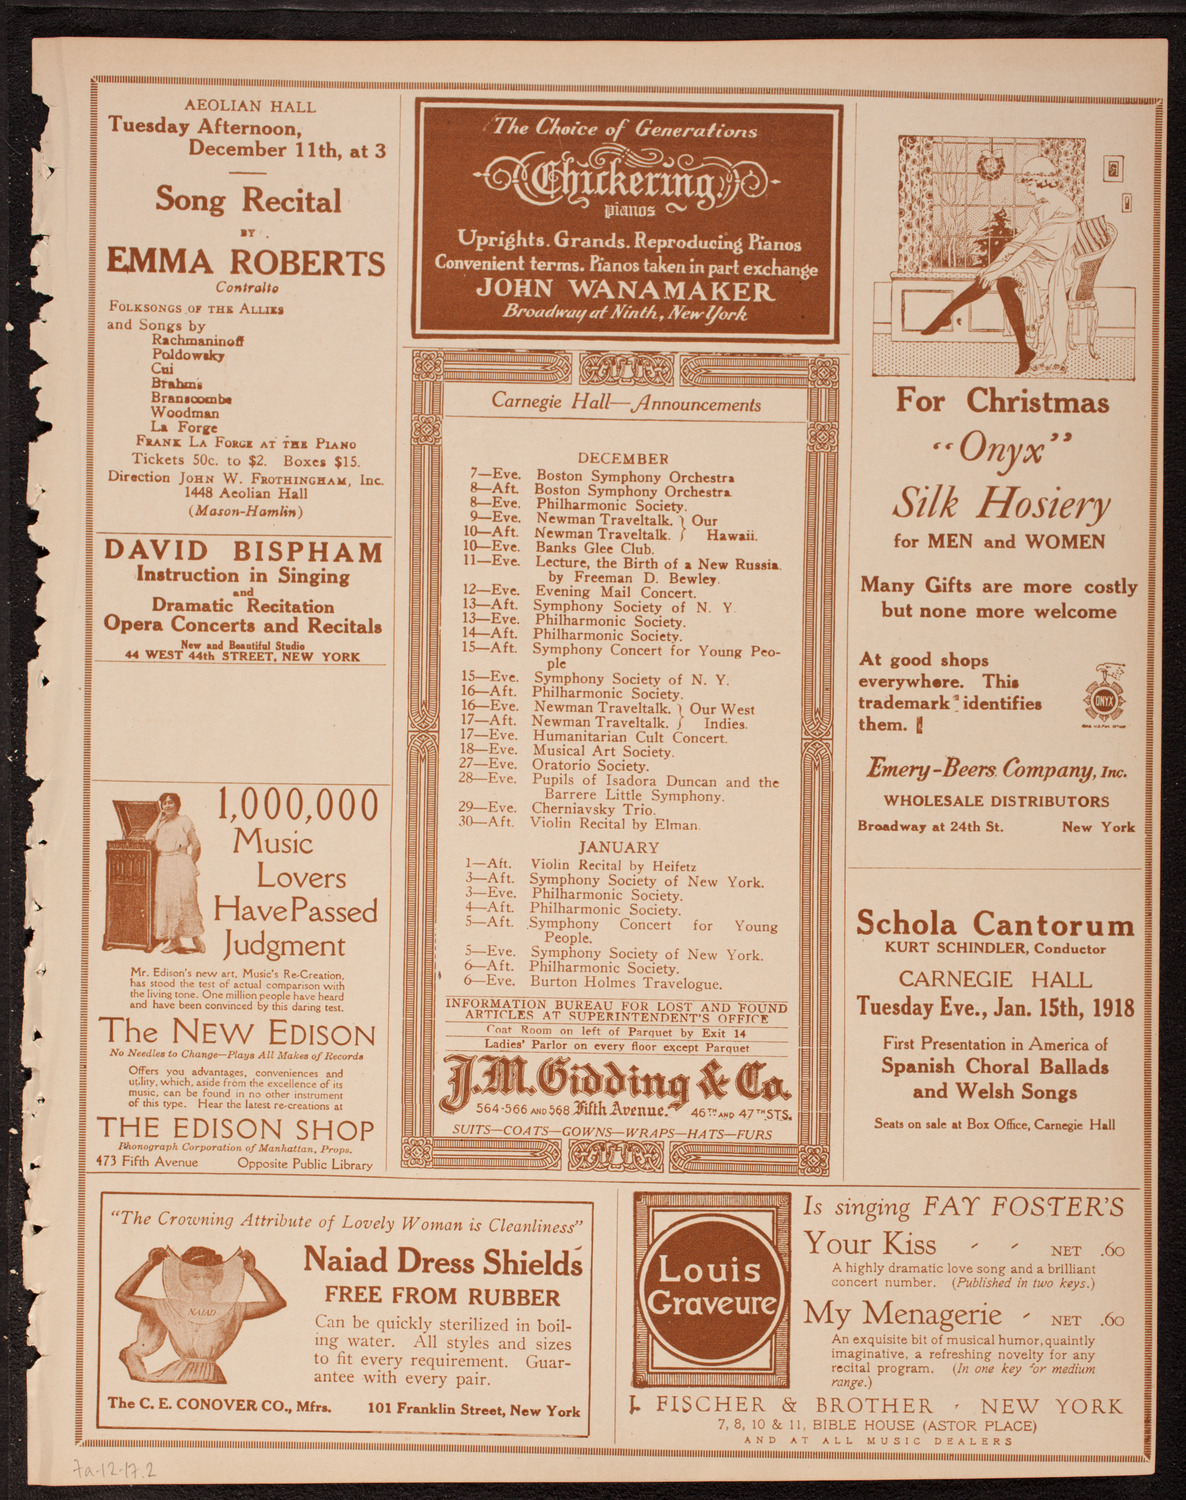 AEOLIAN HALL
Tuesday Afternoon,
December 11th, at 3
Song Recital
BY
EMMA ROBERTS
Contralto
FOLKSONGS OF THE ALLIES
and Songs by
Rachmaninoff
Poldowsky
Cui
Brahms
Branscombe
Woodman
La Forge
FRANK LA FORGE AT THE PIANO
Tickets 50c. to $2. Boxes $15.
Direction JOHN W. FROTHINGHAM, Inc.
1448 Aeolian Hall
(Mason-Hamlin)
DAVID BISPHAM
Instruction in Singing
and
Dramatic Recitation
Opera Concerts and Recitals
New and Beautiful Studio
44 WEST 44th STREET, NEW YORK
1,000,000
Music
Lovers
Have Passed
Judgment
Mr. Edison's new art, Music's Re-Creation,
has stood the test of actual comparison with
the living tone. One million people have heard
and have been convinced by this daring test.
The NEW EDISON
No Needles to Change—Plays All Makes of Records
Offers you advantages, conveniences and
utility, which, aside from the excellence of its
music, can be found in no other instrument
of this type. Hear the latest re-creations at
THE EDISON SHOP
Phonograph Corporation of Manhattan, Props.
473 Fifth Avenue Opposite Public Library
The Choice of Generations
Chickering
pianos
Uprights. Grands. Reproducing Pianos
Convenient terms. Pianos taken in part exchange
JOHN WANAMAKER
Broadway at Ninth, New York
Carnegie Hall—Announcements
DECEMBER
7—Eve. Boston Symphony Orchestra
8—Aft. Boston Symphony Orchestra
8—Eve. Philharmonic Society.
9—Eve. Newman Traveltalk. } Our
10—Aft. Newman Traveltalk. } Hawaii.
10—Eve. Banks Glee Club.
11—Eve. Lecture, the Birth of a New Russia
by Freeman D. Bewley.
12—Eve. Evening Mail Concert.
13—Aft. Symphony Society of N. Y.
13—Eve. Philharmonic Society.
14—Aft. Philharmonic Society.
15—Aft. Symphony Concert for Young Peo-
ple
15—Eve. Symphony Society of N. Y.
16—Aft. Philharmonic Society.
16—Eve. Newman Traveltalk. } Our West
17—Aft. Newman Traveltalk. } Indies.
17—Eve. Humanitarian Cult Concert.
18—Eve. Musical Art Society.
27—Eve. Oratorio Society.
28—Eve. Pupils of Isadora Duncan and the
Barrere Little Symphony.
29—Eve. Cherniavsky Trio.
30—Aft. Violin Recital by Elman.
JANUARY
1—Aft. Violin Recital by Heifetz
3—Aft. Symphony Society of New York.
3—Eve. Philharmonic Society.
4—Aft. Philharmonic Society.
5—Aft. Symphony Concert for Young
People.
5—Eve. Symphony Society of New York.
6—Aft. Philharmonic Society.
6—Eve. Burton Holmes Travelogue.
INFORMATION BUREAU FOR LOST AND FOUND
ARTICLES AT SUPERINTENDENT'S OFFICE
Coat Room on left of Parquet by Exit 14
Ladies' Parlor on every floor except Parquet
J.M. Gidding & Co.
564-566 AND 568 Fifth Avenue. 46TH AND 47TH STS.
SUITS—COATS—GOWNS—WRAPS—HATS—FURS
For Christmas
"Onyx"
Silk Hosiery
for MEN and WOMEN
Many Gifts are more costly
but none more welcome
At good shops
everywhere. This
trademark identifies
them.
ONYX
Emery-Beers Company, Inc.
WHOLESALE DISTRIBUTORS
Broadway at 24th St. New York
Schola Cantorum
KURT SCHINDLER, Conductor
CARNEGIE HALL
Tuesday Eve., Jan. 15th, 1918
First Presentation in America of
Spanish Choral Ballads
and Welsh Songs
Seats on sale at Box Office, Carnegie Hall
"The Crowning Attribute of Lovely Woman is Cleanliness"
NAIAD
Naiad Dress Shields
FREE FROM RUBBER
Can be quickly sterilized in boil-
ing water. All styles and sizes
to fit every requirement. Guar-
antee with every pair.
The C. E. CONOVER CO., Mfrs. 101 Franklin Street, New York
Louis
Graveure
Is singing FAY FOSTER'S
Your Kiss - - NET .60
A highly dramatic love song and a brilliant
concert number. (Published in two keys.)
My Menagerie - NET .60
An exquisite bit of musical humor, quaintly
imaginative, a refreshing novelty for any
recital program. (In one key for medium
range.)
J. FISCHER & BROTHER - NEW YORK
7, 8, 10 & 11, BIBLE HOUSE (ASTOR PLACE)
AND AT ALL MUSIC DEALERS
7a-12-17.2